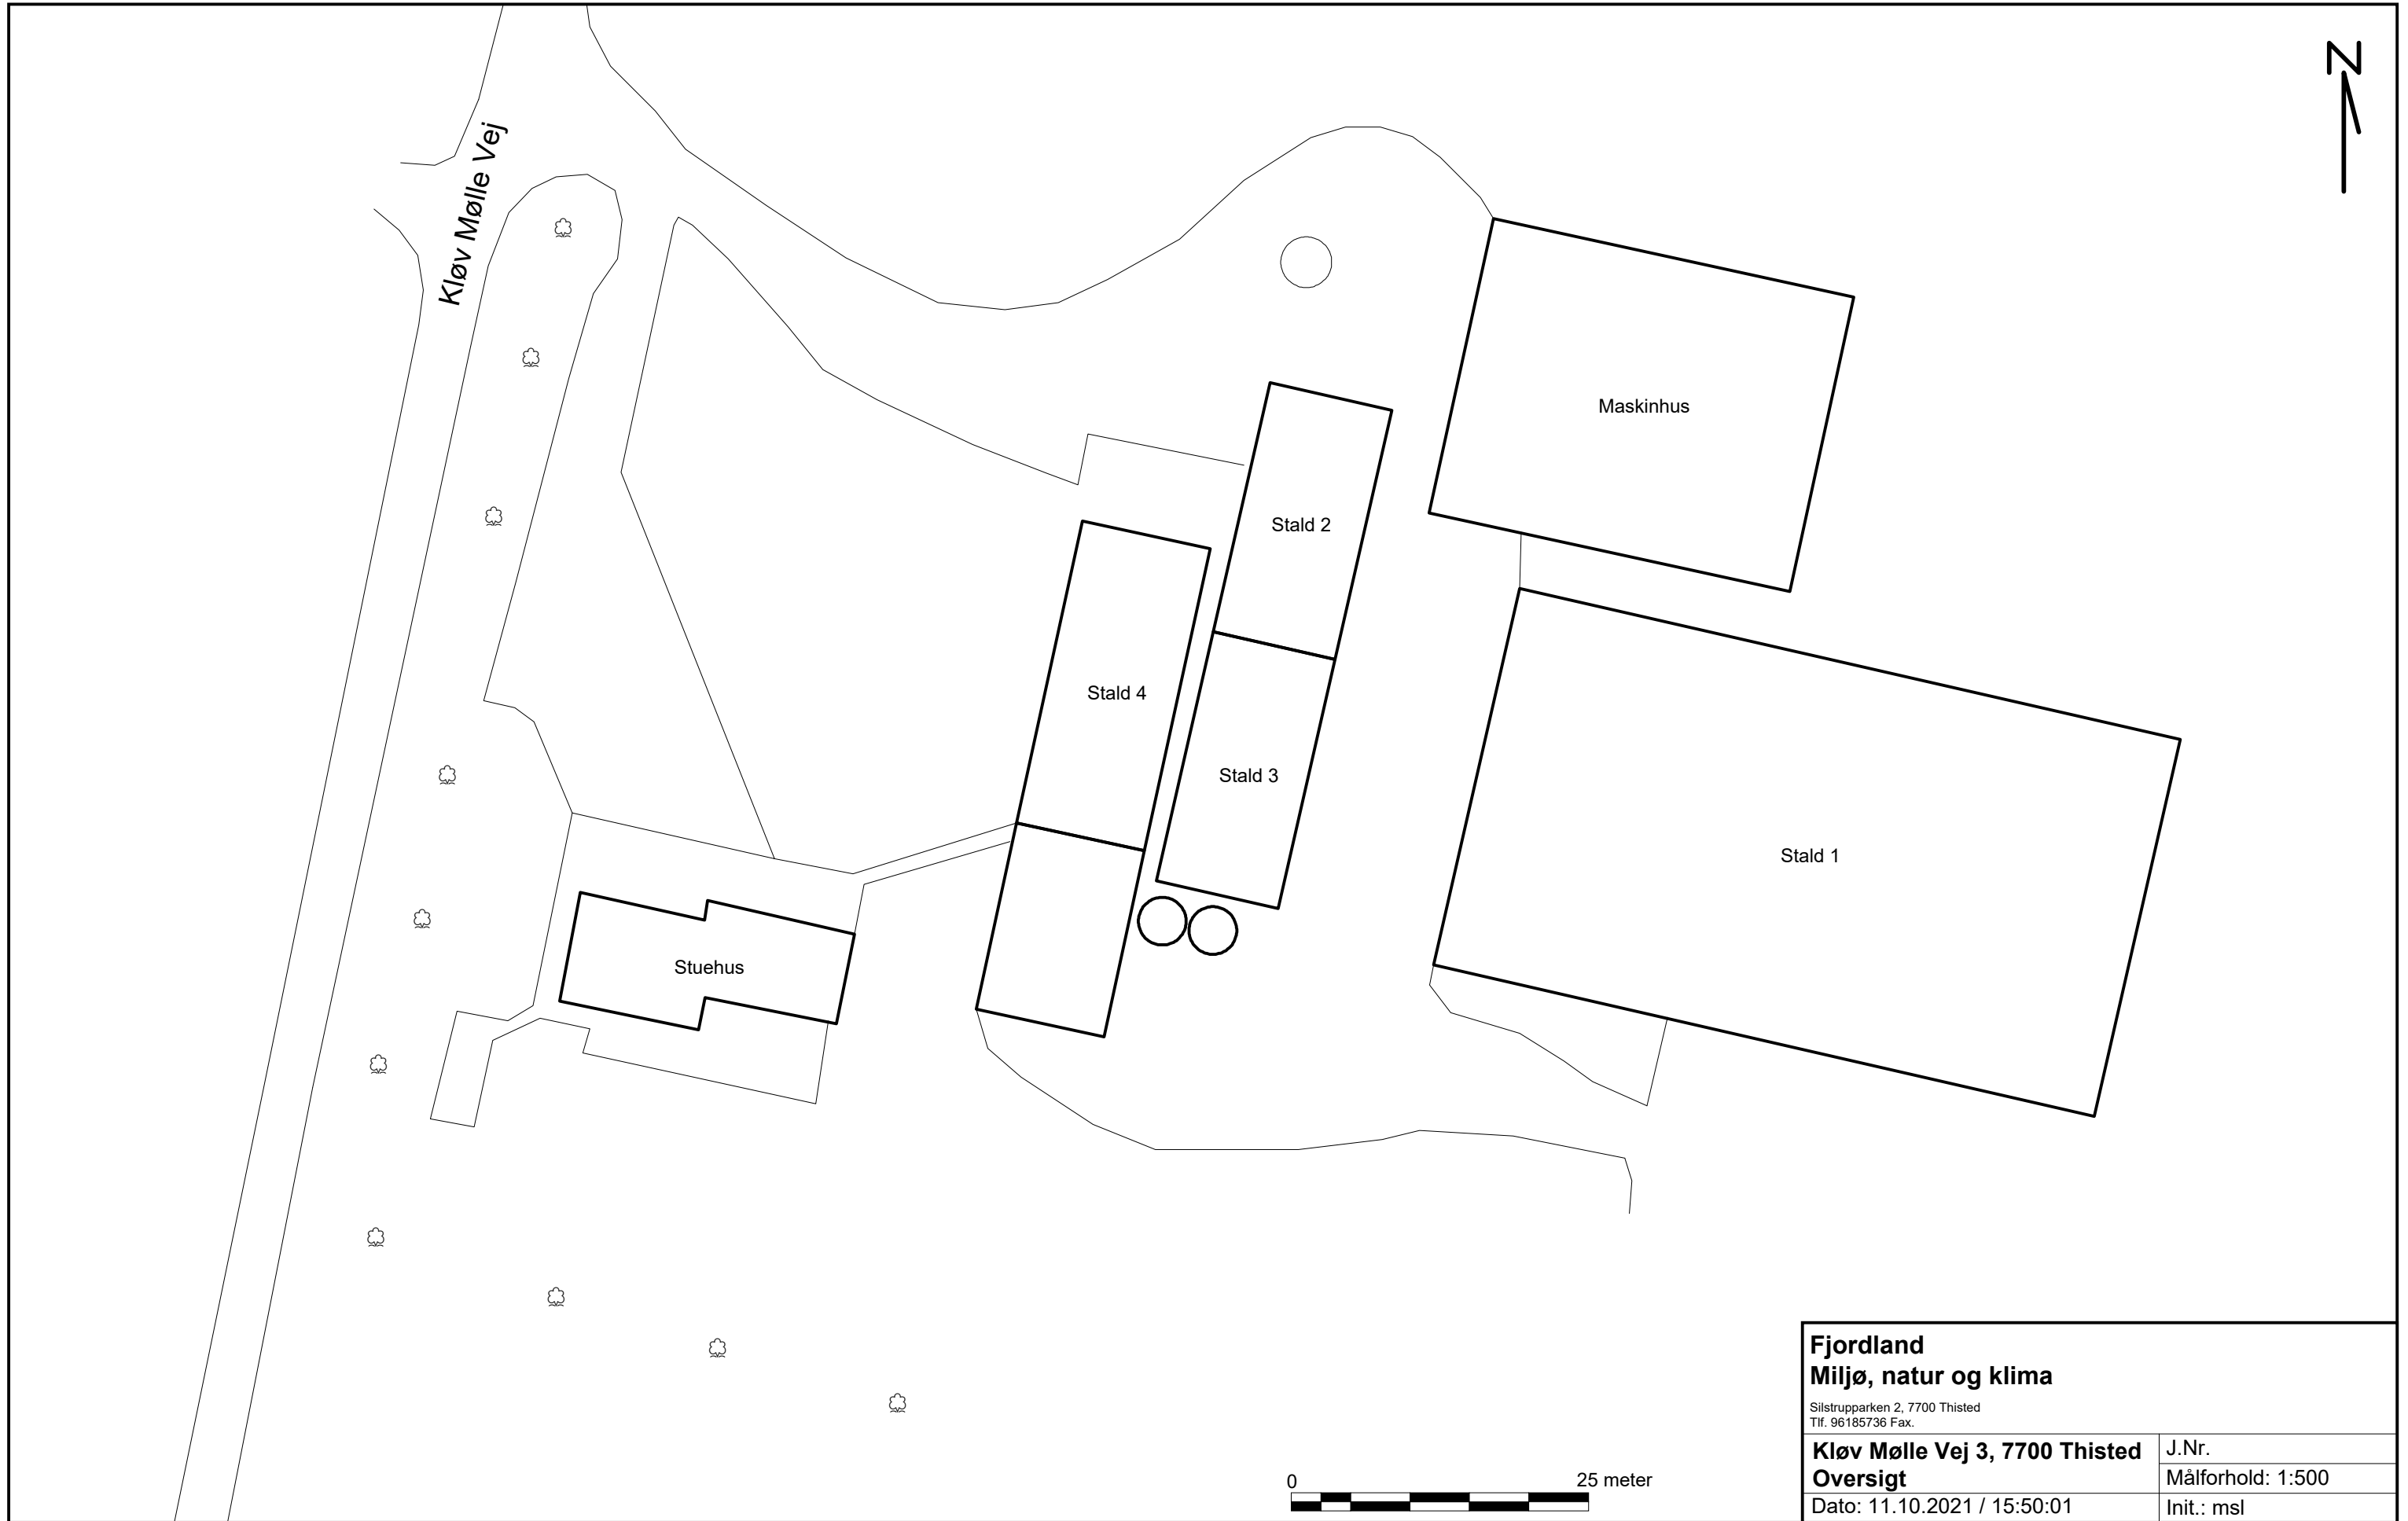 N
Kløv Mølle Vej
Maskinhus
Stald 2
Stald 4
Stald 3
Stald 1
Stuehus
0
25 meter
Fjordland
Miljø, natur og klima
Silstrupparken 2, 7700 Thisted
Tlf. 96185736 Fax.
Kløv Mølle Vej 3, 7700 Thisted
Oversigt
J.Nr.
Målforhold: 1:500
Dato: 11.10.2021 / 15:50:01
Init.: msl